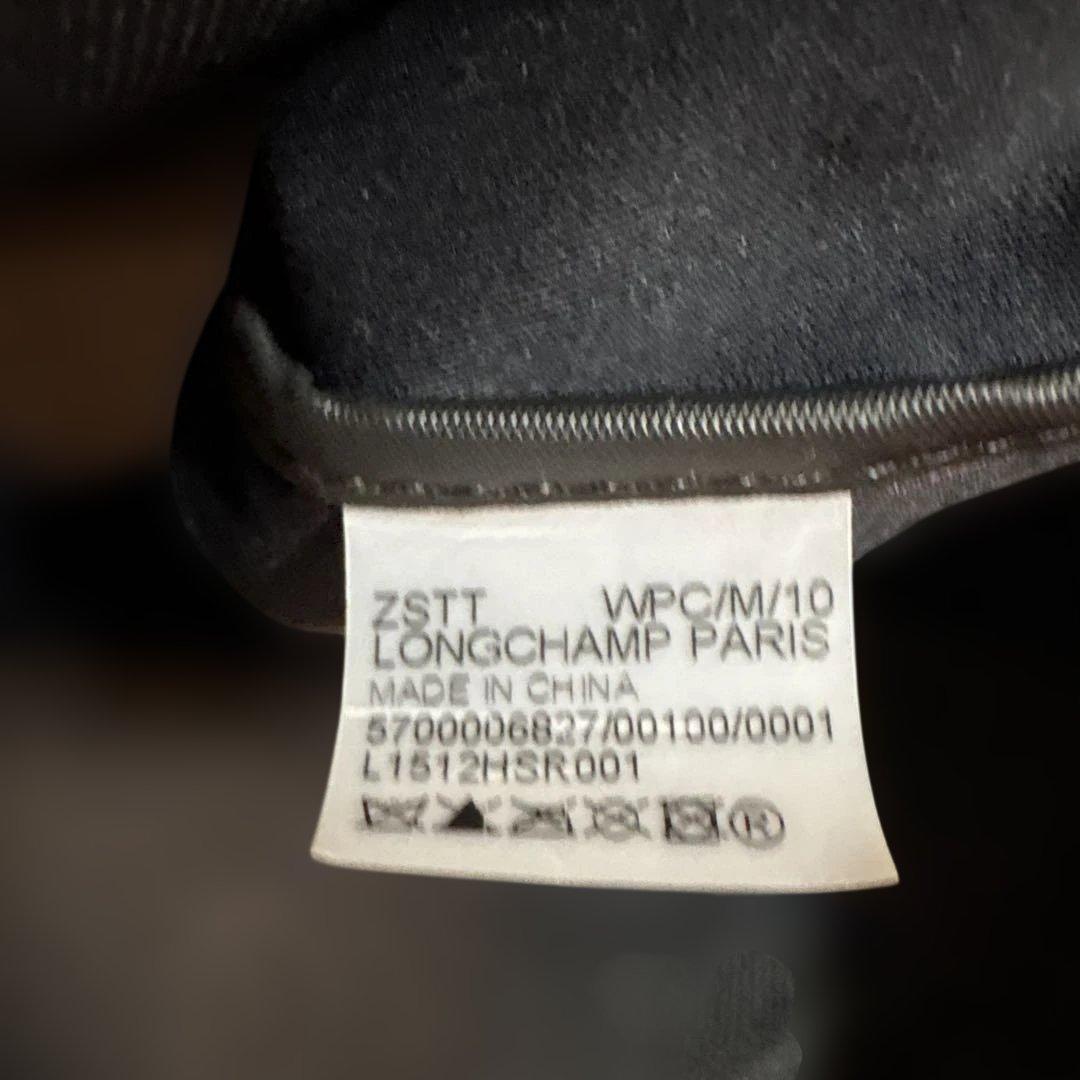 ZSTT WPC/M/10
LONGCHAMP PARIS
MADE IN CHINA
5700006827/00100/0001
L1512HSR001